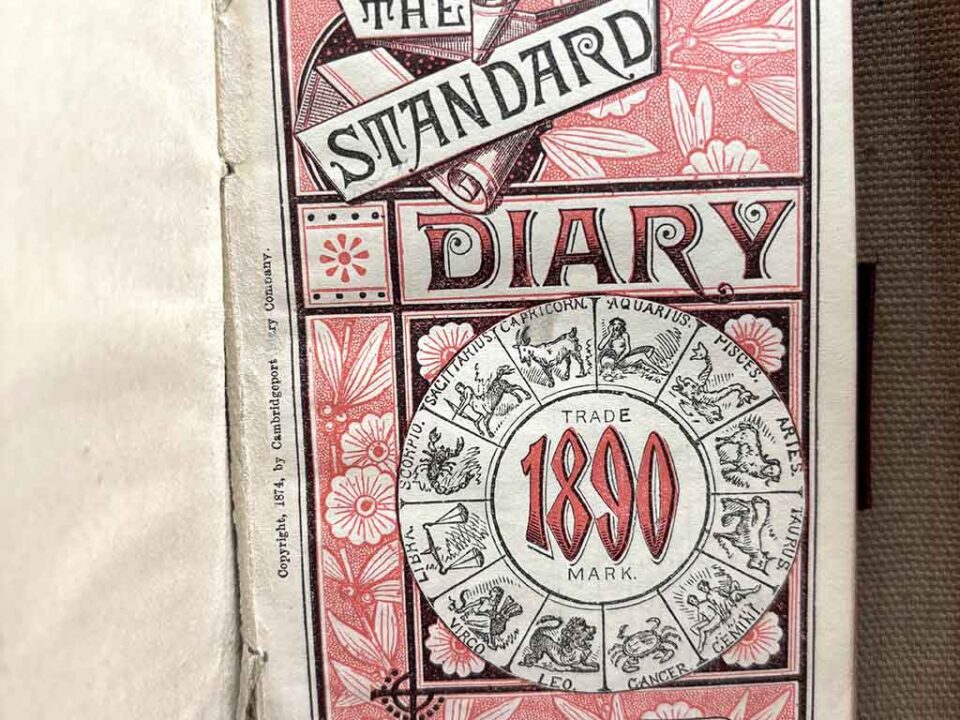 THE
STANDARD
DIARY
CAPRICORN.
AQUARIUS.
PISCES.
ARIES.
TAURUS.
GEMINI
CANCER
LEO.
VIRGO
LIBRA.
SCORPIO.
SAGITTARIUS
TRADE
1890
MARK.
Copyright, 1874, by Cambridgeport ry Company.